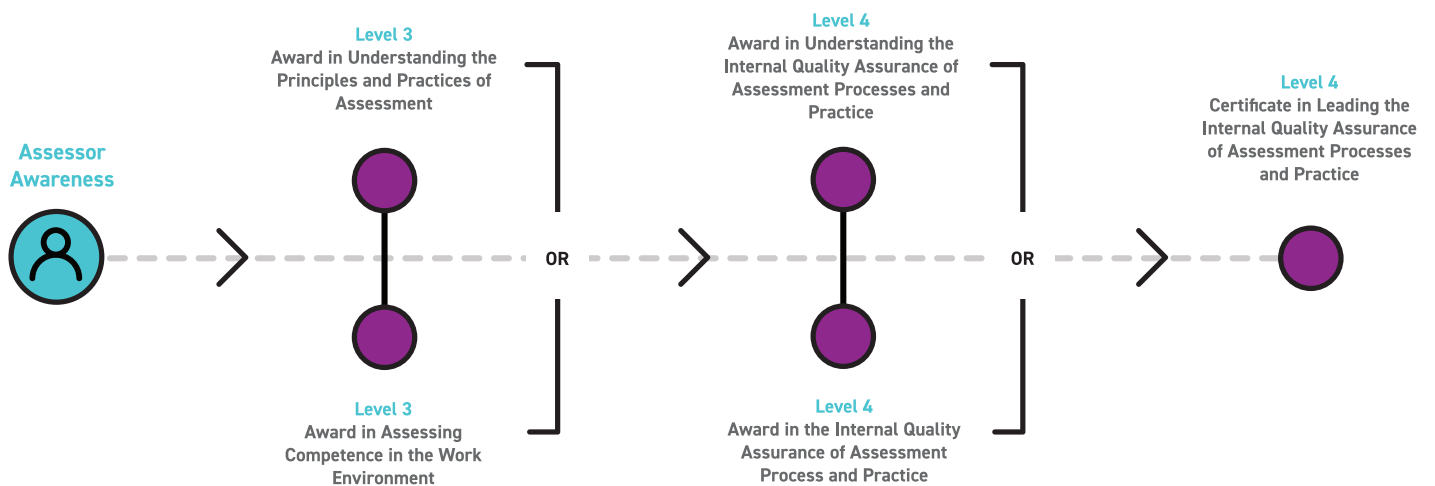 Assessor
Awareness
Level 3
Award in Understanding the
Principles and Practices of
Assessment
Level 3
Award in Assessing
Competence in the Work
Environment
OR
Level 4
Award in Understanding the
Internal Quality Assurance of
Assessment Processes and
Practice
Level 4
Award in the Internal Quality
Assurance of Assessment
Process and Practice
OR
Level 4
Certificate in Leading the
Internal Quality Assurance
of Assessment Processes
and Practice